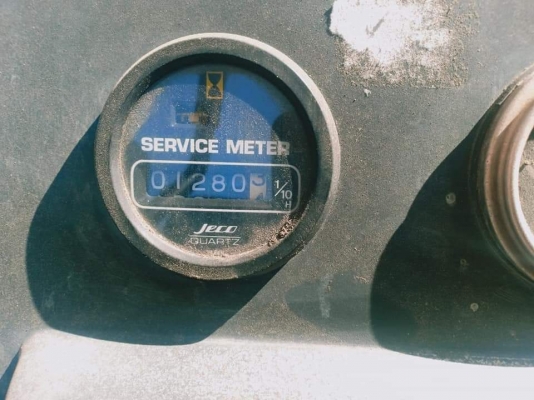 SERVICE METER
01280
1/10
H
Jeco
QUARTZ